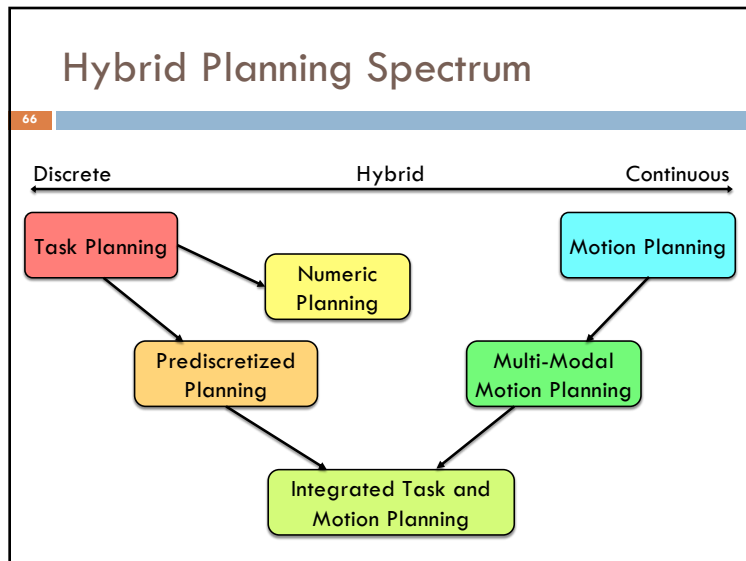 Hybrid Planning Spectrum
66
Discrete Hybrid Continuous
Task Planning
Motion Planning
Numeric
Planning
Prediscretized
Planning
Multi-Modal
Motion Planning
Integrated Task and
Motion Planning